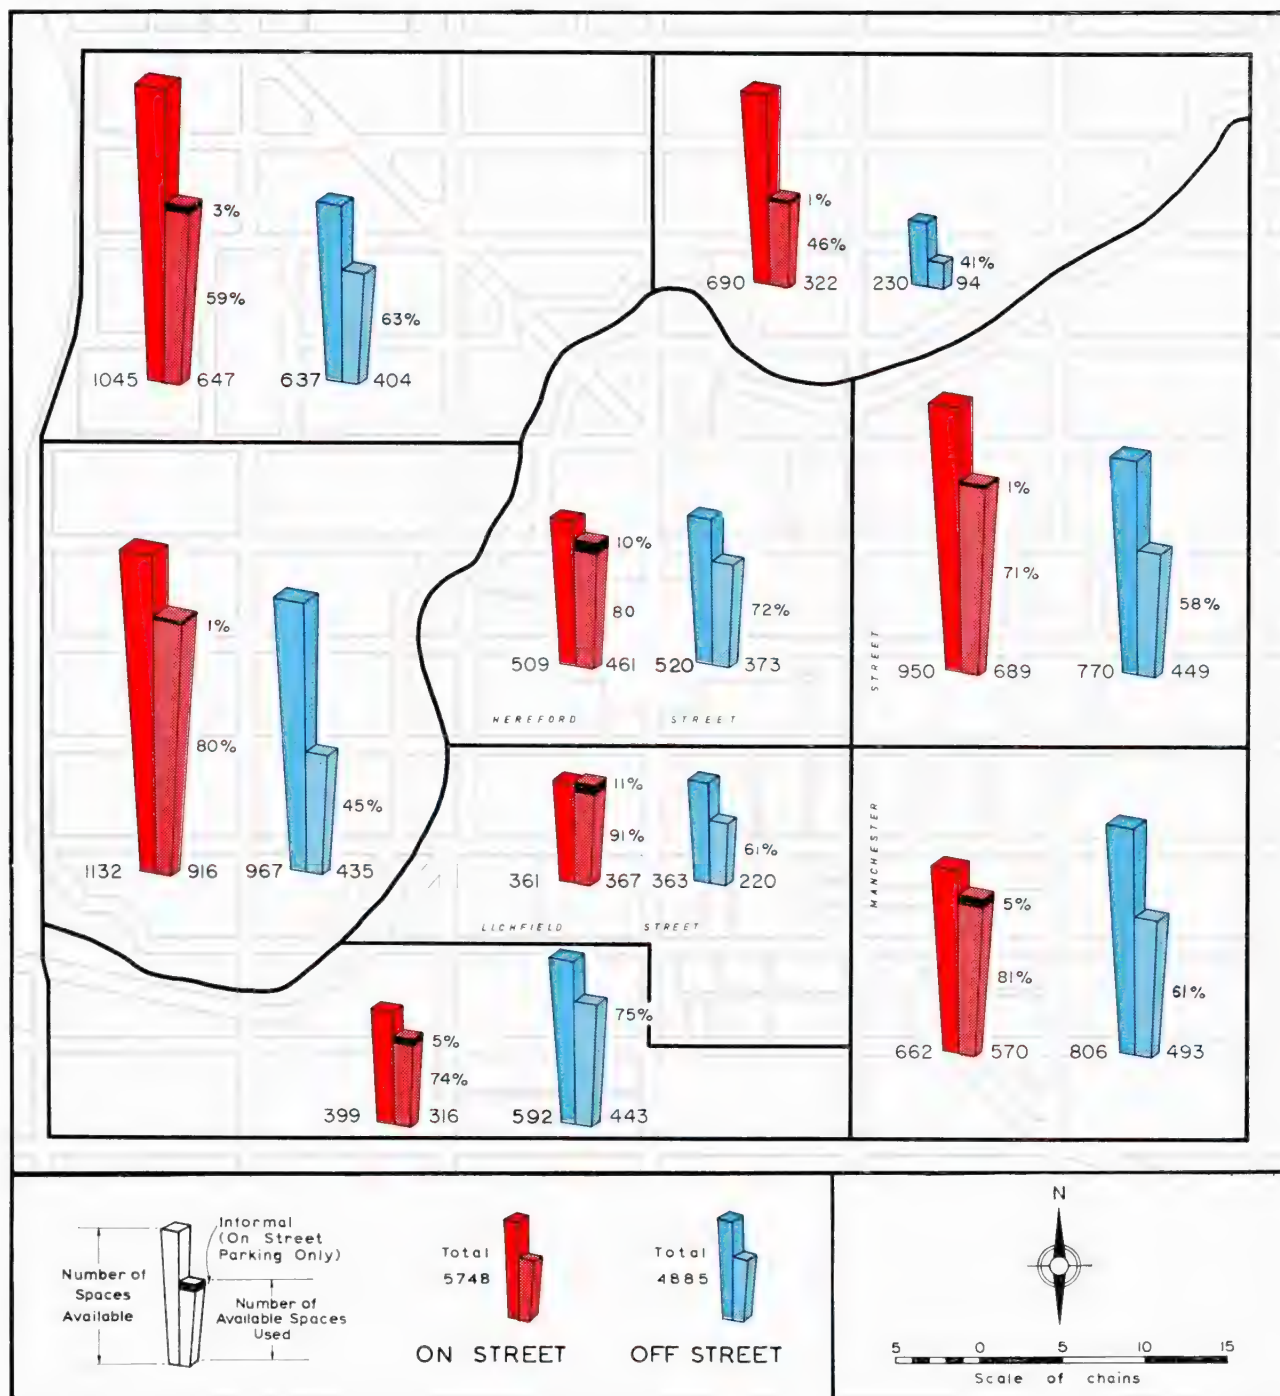 3%
59%
1045 647
63%
637 404
1%
46%
690 322
41%
230 94
1%
80%
1132 916
45%
967 435
10%
80
509 461
72%
520 373
1%
71%
950 689
58%
770 449
HEREFORD STREET
STREET
MANCHESTER
11%
91%
361 367
61%
363 220
LICHFIELD STREET
5%
81%
662 570
61%
806 493
5%
74%
399 316
75%
592 443
Informal
(On Street
Parking Only)
Number of
Spaces
Available
Number of
Available Spaces
Used
Total
5748
ON STREET
Total
4885
OFF STREET
N
5 0 5 10 15
Scale of chains